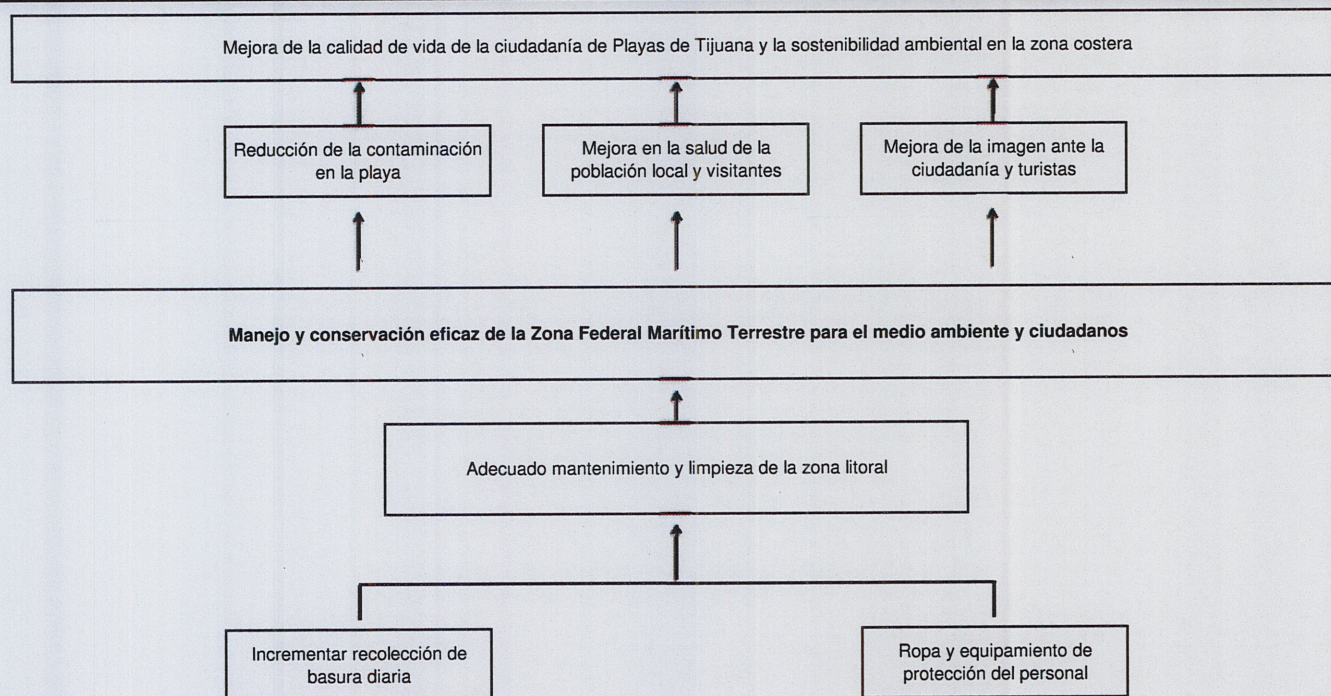 Mejora de la calidad de vida de la ciudadanía de Playas de Tijuana y la sostenibilidad ambiental en la zona costera
Reducción de la contaminación
en la playa
Mejora en la salud de la
población local y visitantes
Mejora de la imagen ante la
ciudadanía y turistas
Manejo y conservación eficaz de la Zona Federal Marítimo Terrestre para el medio ambiente y ciudadanos
Adecuado mantenimiento y limpieza de la zona litoral
Incrementar recolección de
basura diaria
Ropa y equipamiento de
protección del personal